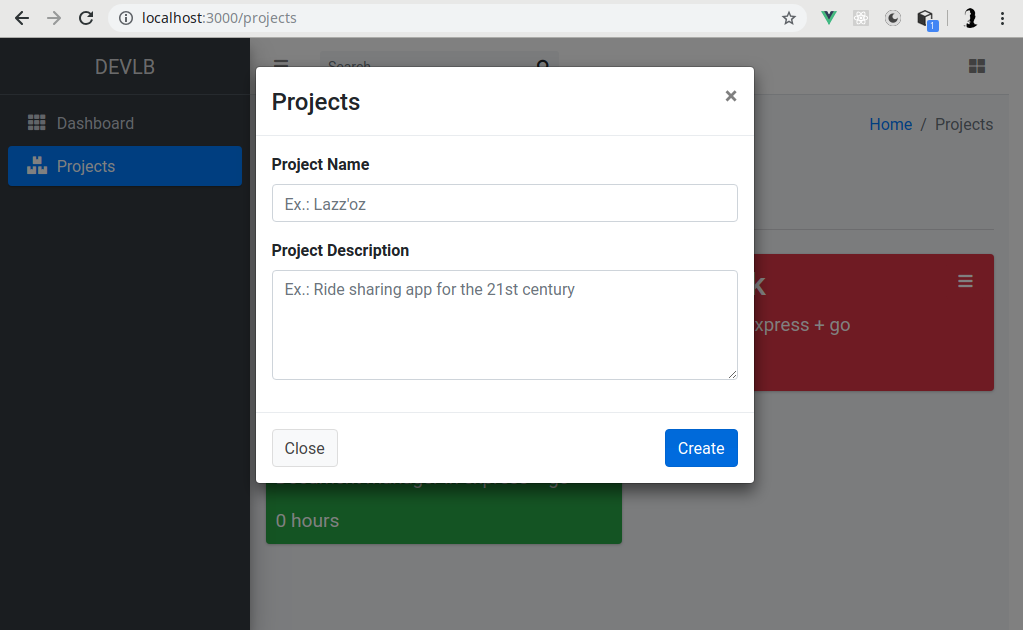 localhost:3000/projects
1
DEVLB
Search
Dashboard
Projects
Home / Projects
Projects
×
Project Name
Ex.: Lazz'oz
Project Description
Ex.: Ride sharing app for the 21st century
xpress + go
Close
Create
0 hours